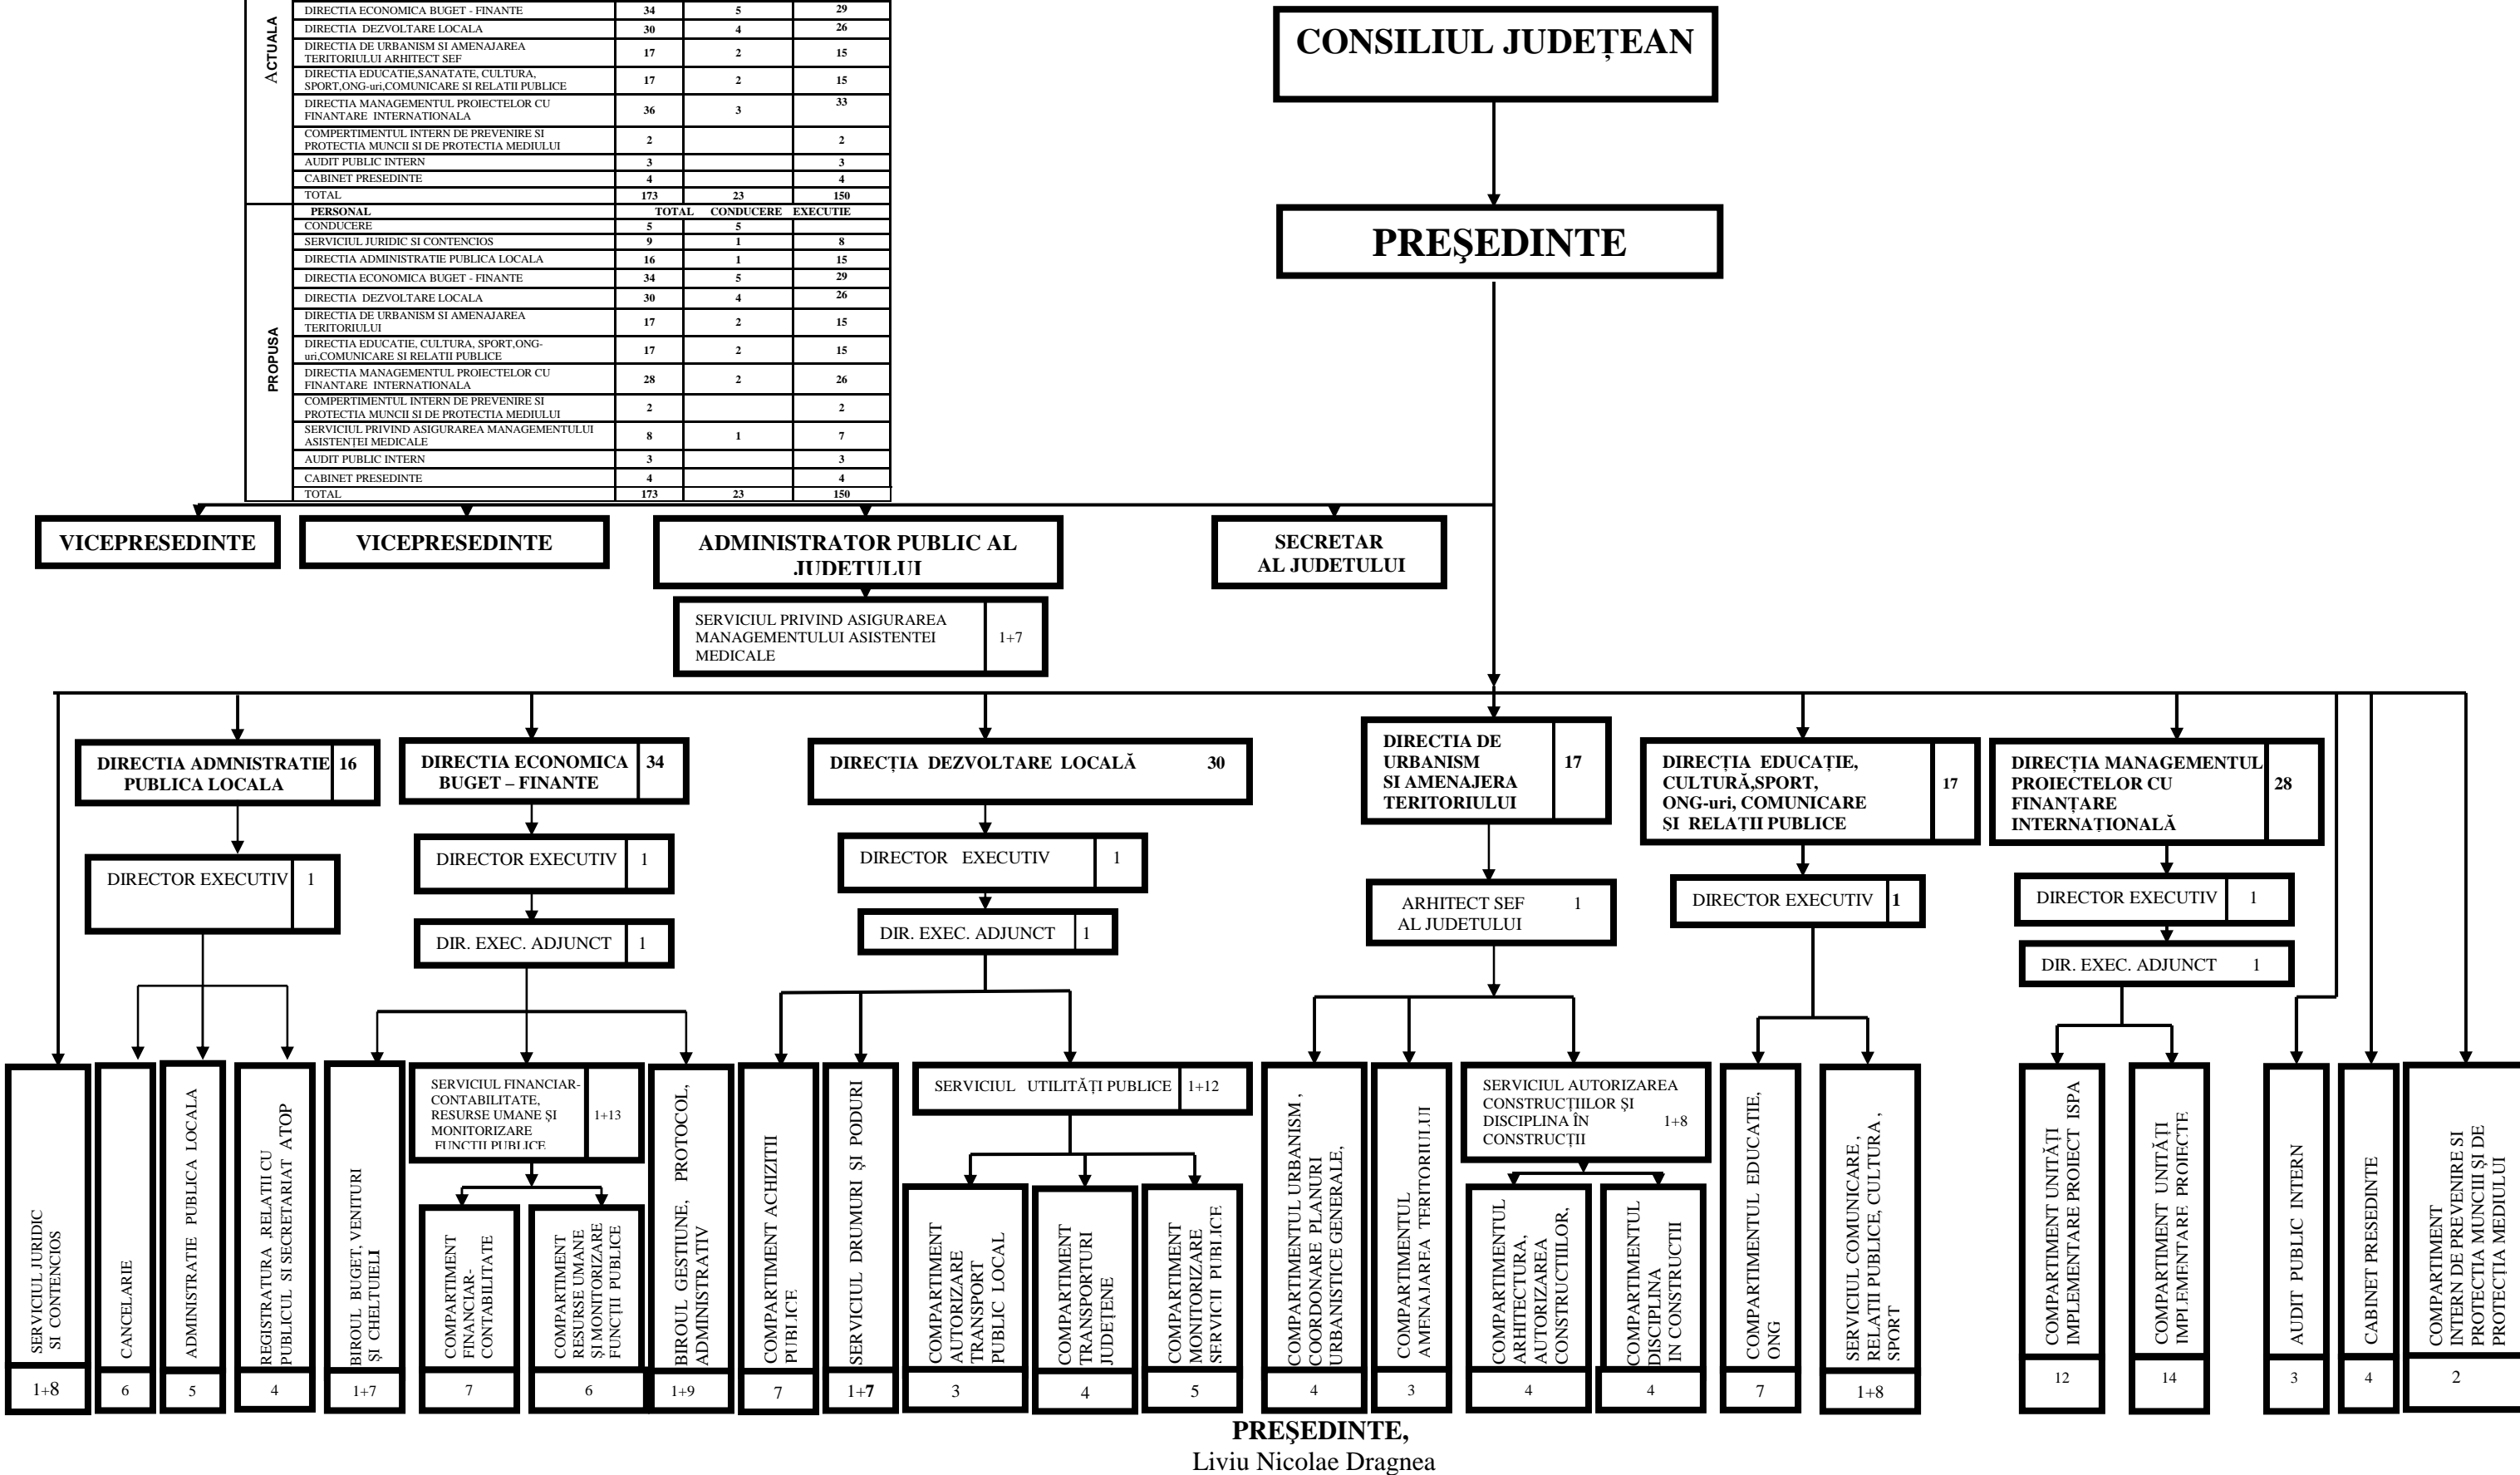 ACTUALA
DIRECTIA ECONOMICA BUGET - FINANTE 34 5 29
DIRECTIA DEZVOLTARE LOCALA 30 4 26
DIRECTIA DE URBANISM SI AMENAJAREA
TERITORIULUI ARHITECT SEF 17 2 15
DIRECTIA EDUCATIE,SANATATE, CULTURA,
SPORT,ONG-uri,COMUNICARE SI RELATII PUBLICE 17 2 15
DIRECTIA MANAGEMENTUL PROIECTELOR CU
FINANTARE INTERNATIONALA 36 3 33
COMPERTIMENTUL INTERN DE PREVENIRE SI
PROTECTIA MUNCII SI DE PROTECTIA MEDIULUI 2 2
AUDIT PUBLIC INTERN 3 3
CABINET PRESEDINTE 4 4
TOTAL 173 23 150
PROPUSA
PERSONAL TOTAL CONDUCERE EXECUTIE
CONDUCERE 5 5
SERVICIUL JURIDIC SI CONTENCIOS 9 1 8
DIRECTIA ADMINISTRATIE PUBLICA LOCALA 16 1 15
DIRECTIA ECONOMICA BUGET - FINANTE 34 5 29
DIRECTIA DEZVOLTARE LOCALA 30 4 26
DIRECTIA DE URBANISM SI AMENAJAREA
TERITORIULUI 17 2 15
DIRECTIA EDUCATIE, CULTURA, SPORT,ONG-
uri,COMUNICARE SI RELATII PUBLICE 17 2 15
DIRECTIA MANAGEMENTUL PROIECTELOR CU
FINANTARE INTERNATIONALA 28 2 26
COMPERTIMENTUL INTERN DE PREVENIRE SI
PROTECTIA MUNCII SI DE PROTECTIA MEDIULUI 2 2
SERVICIUL PRIVIND ASIGURAREA MANAGEMENTULUI
ASISTENȚEI MEDICALE 8 1 7
AUDIT PUBLIC INTERN 3 3
CABINET PRESEDINTE 4 4
TOTAL 173 23 150
CONSILIUL JUDEȚEAN
PREŞEDINTE
VICEPRESEDINTE
VICEPRESEDINTE
ADMINISTRATOR PUBLIC AL
JUDETULUI
SECRETAR
AL JUDETULUI
SERVICIUL PRIVIND ASIGURAREA
MANAGEMENTULUI ASISTENTEI
MEDICALE
1+7
DIRECTIA ADMNISTRATIE
PUBLICA LOCALA
16
DIRECTIA ECONOMICA
BUGET – FINANTE
34
DIRECȚIA DEZVOLTARE LOCALĂ 30
DIRECTIA DE
URBANISM
SI AMENAJERA
TERITORIULUI
17
DIRECȚIA EDUCAȚIE,
CULTURĂ,SPORT,
ONG-uri, COMUNICARE
ȘI RELAȚII PUBLICE
17
DIRECȚIA MANAGEMENTUL
PROIECTELOR CU
FINANȚARE
INTERNAȚIONALĂ
28
DIRECTOR EXECUTIV 1
DIRECTOR EXECUTIV 1
DIR. EXEC. ADJUNCT 1
DIRECTOR EXECUTIV 1
DIR. EXEC. ADJUNCT 1
ARHITECT SEF
AL JUDETULUI
1
DIRECTOR EXECUTIV 1
DIRECTOR EXECUTIV 1
DIR. EXEC. ADJUNCT 1
SERVICIUL JURIDIC
SI CONTENCIOS
1+8
CANCELARIE
6
ADMINISTRATIE PUBLICA LOCALA
5
REGISTRATURA ,RELATII CU
PUBLICUL SI SECRETARIAT ATOP
4
BIROUL BUGET, VENITURI
ȘI CHELTUIELI
1+7
SERVICIUL FINANCIAR-
CONTABILITATE,
RESURSE UMANE ȘI
MONITORIZARE
FUNCȚII PUBLICE
1+13
COMPARTIMENT
FINANCIAR-
CONTABILITATE
7
COMPARTIMENT
RESURSE UMANE
ȘI MONITORIZARE
FUNCȚII PUBLICE
6
BIROUL GESTIUNE, PROTOCOL,
ADMINISTRATIV
1+9
COMPARTIMENT ACHIZITII
PUBLICE
7
SERVICIUL DRUMURI ȘI PODURI
1+7
SERVICIUL UTILITĂȚI PUBLICE 1+12
COMPARTIMENT
AUTORIZARE
TRANSPORT
PUBLIC LOCAL
3
COMPARTIMENT
TRANSPORTURI
JUDEȚENE
4
COMPARTIMENT
MONITORIZARE
SERVICII PUBLICE
5
COMPARTIMENTUL URBANISM ,
COORDONARE PLANURI
URBANISTICE GENERALE,
4
COMPARTIMENTUL
AMENAJAREA TERITORIULUI
3
SERVICIUL AUTORIZAREA
CONSTRUCȚIILOR ȘI
DISCIPLINA ÎN
CONSTRUCȚII
1+8
COMPARTIMENTUL
ARHITECTURA,
AUTORIZAREA
CONSTRUCTIILOR,
4
COMPARTIMENTUL
DISCIPLINA
IN CONSTRUCTII
4
COMPARTIMENTUL EDUCATIE,
ONG
7
SERVICIUL COMUNICARE ,
RELATII PUBLICE, CULTURA ,
SPORT
1+8
COMPARTIMENT UNITĂȚI
IMPLEMENTARE PROIECT ISPA
12
COMPARTIMENT UNITĂȚI
IMPLEMENTARE PROIECTE
14
AUDIT PUBLIC INTERN
3
CABINET PRESEDINTE
4
COMPARTIMENT
INTERN DE PREVENIRE SI
PROTECTIA MUNCIII ȘI DE
PROTECȚIA MEDIULUI
2
PREŞEDINTE,
Liviu Nicolae Dragnea